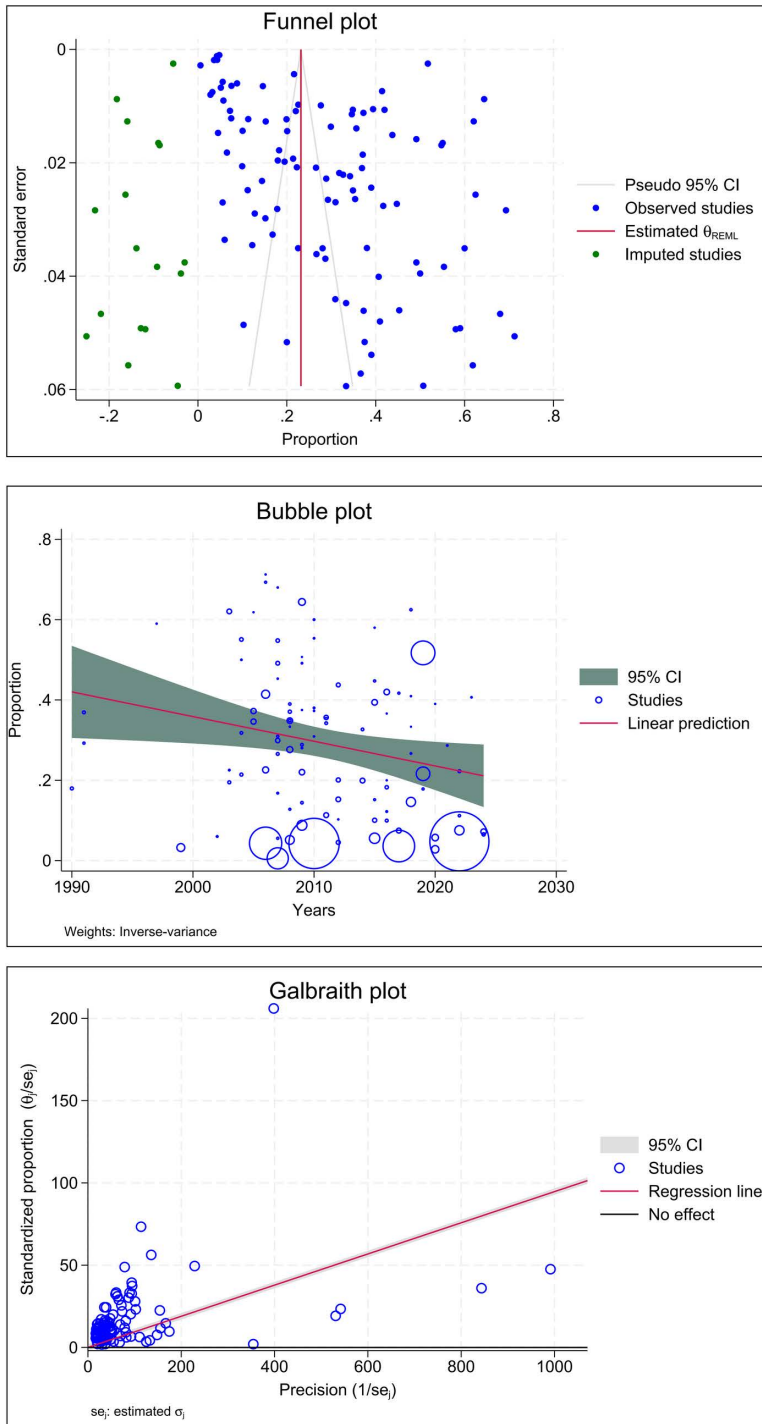 Funnel plot
Standard error
0
.02
.04
.06
-.2 0 .2 .4 .6 .8
Proportion
Pseudo 95% CI
Observed studies
Estimated θREML
Imputed studies
Bubble plot
Proportion
.8
.6
.4
.2
0
1990 2000 2010 2020 2030
Years
Weights: Inverse-variance
95% CI
Studies
Linear prediction
Galbraith plot
Standardized proportion (θj/sej)
200
150
100
50
0
0 200 400 600 800 1000
Precision (1/sej)
sej: estimated σj
95% CI
Studies
Regression line
No effect